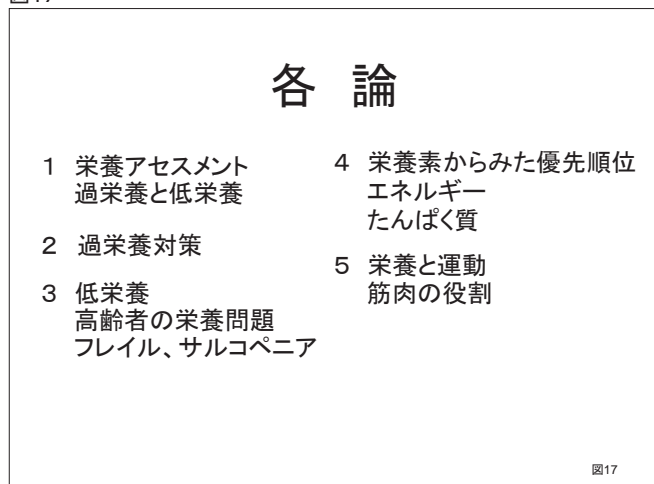 各 論
1 栄養アセスメント
過栄養と低栄養
2 過栄養対策
3 低栄養
高齢者の栄養問題
フレイル、サルコペニア
4 栄養素からみた優先順位
エネルギー
たんぱく質
5 栄養と運動
筋肉の役割
図17